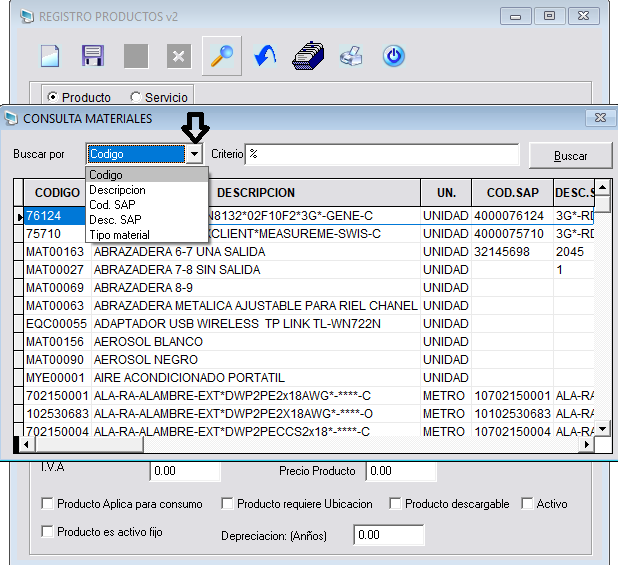 REGISTRO PRODUCTOS v2
Producto Servicio
CONSULTA MATERIALES
Buscar por Codigo Criterio % Buscar
Codigo
Descripcion
Cod. SAP
Desc. SAP
Tipo material
CODIGO DESCRIPCION UN. COD.SAP DESC.S
76124 N8132*02F10F2*3G*-GENE-C UNIDAD 4000076124 3G*-RD
75710 XCLIENT*MEASUREME-SWIS-C UNIDAD 4000075710 3G*-EI
MAT00163 ABRAZADERA 6-7 UNA SALIDA UNIDAD 32145698 2045
MAT00027 ABRAZADERA 7-8 SIN SALIDA UNIDAD 1
MAT00069 ABRAZADERA 8-9 UNIDAD
MAT00063 ABRAZADERA METALICA AJUSTABLE PARA RIEL CHANEL UNIDAD
EQC00055 ADAPTADOR USB WIRELESS TP LINK TL-WN722N UNIDAD
MAT00156 AEROSOL BLANCO UNIDAD
MAT00090 AEROSOL NEGRO UNIDAD
MYE00001 AIRE ACONDICIONADO PORTATIL UNIDAD
702150001 ALA-RA-ALAMBRE-EXT*DWP2PE2x18AWG*-****-C METRO 10702150001 ALA-RA-
102530683 ALA-RA-ALAMBRE-EXT*DWP2PE2X18AWG*-****-O METRO 10102530683 ALA-RA-
702150004 ALA-RA-ALAMBRE-EXT*DWP2PECCS2x18*-****-C METRO 10702150004 ALA-RA-
I.V.A 0.00 Precio Producto 0.00
Producto Aplica para consumo Producto requiere Ubicacion Producto descargable Activo
Producto es activo fijo Depreciacion: (Anños) 0.00